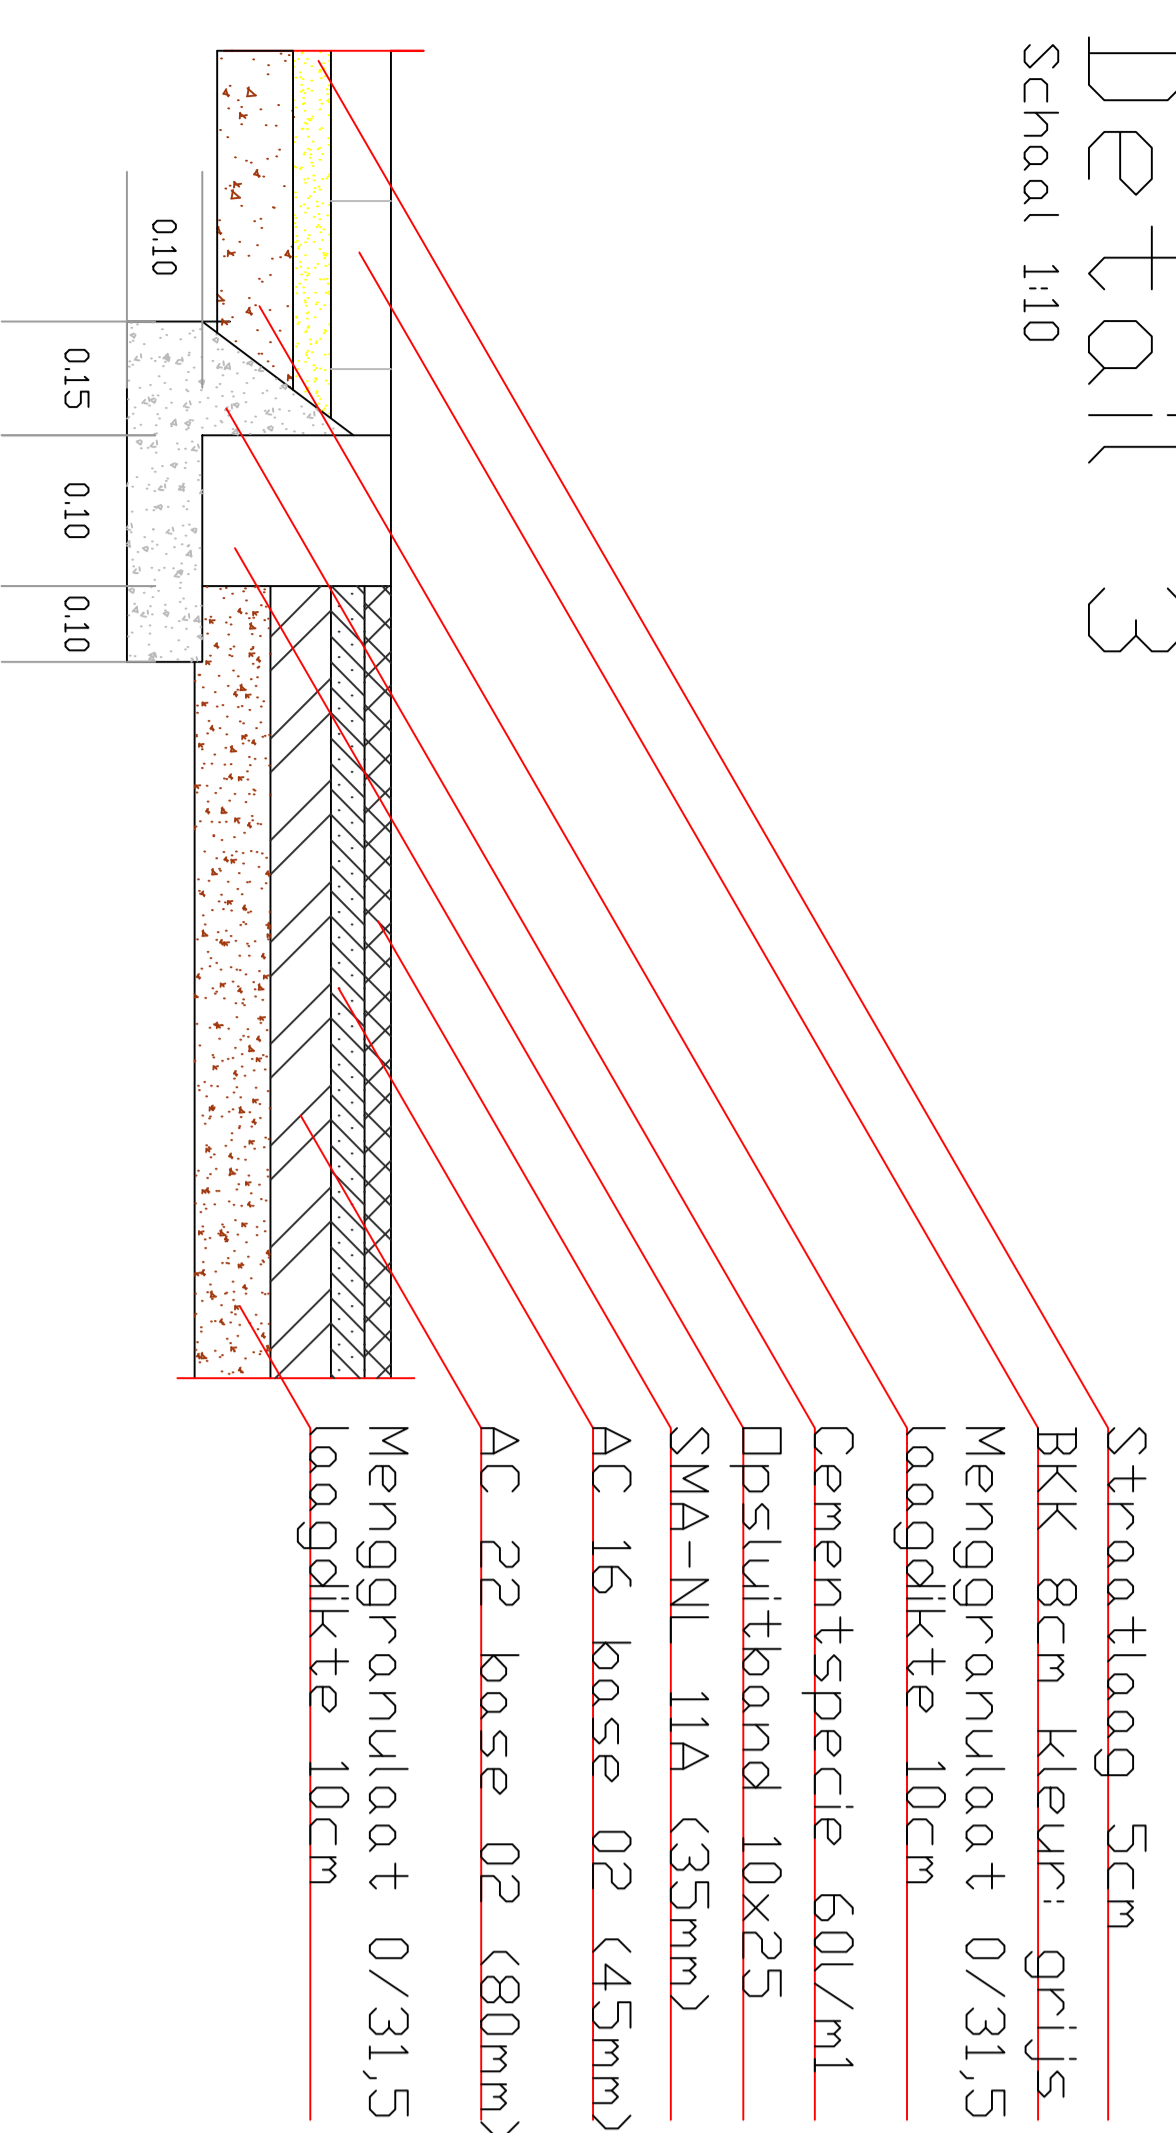 Detail 3
Schaal 1:10
Straatlaag 5cm
BKK 8cm kleur: grijs
Menggranulaat 0/31,5
laagdikte 10cm
Cementspecie 60l/m1
Opsluitband 10x25
SMA-NL 11A (35mm)
AC 16 base 02 (45mm)
AC 22 base 02 (80mm)
Menggranulaat 0/31,5
laagdikte 10cm
0.10
0.15
0.10
0.10